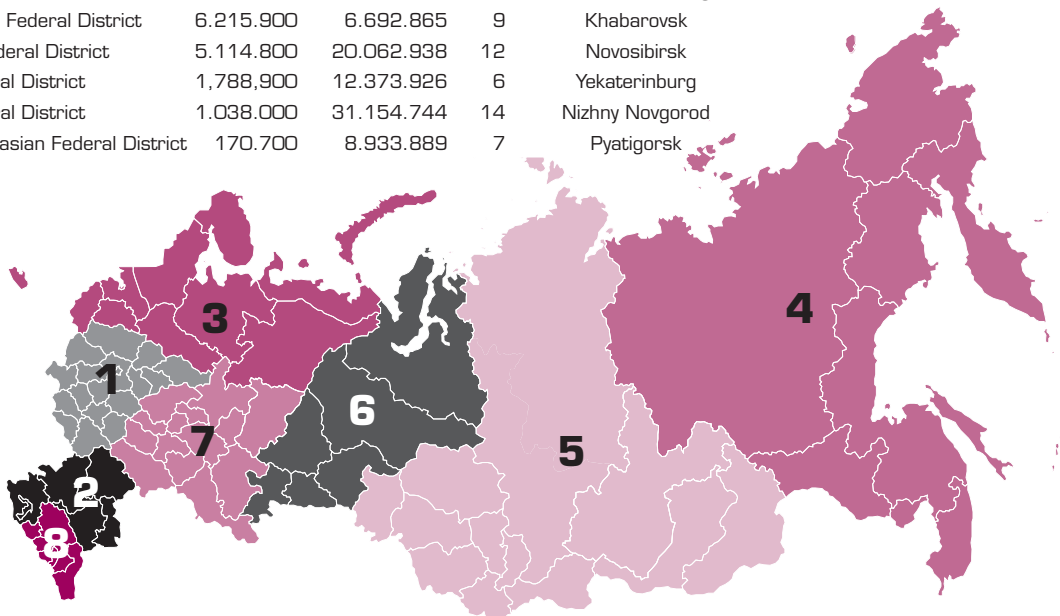 Federal District 6.215.900 6.692.865 9 Khabarovsk
deral District 5.114.800 20.062.938 12 Novosibirsk
al District 1,788,900 12.373.926 6 Yekaterinburg
al District 1.038.000 31.154.744 14 Nizhny Novgorod
asian Federal District 170.700 8.933.889 7 Pyatigorsk
3
4
1
6
7
5
2
8